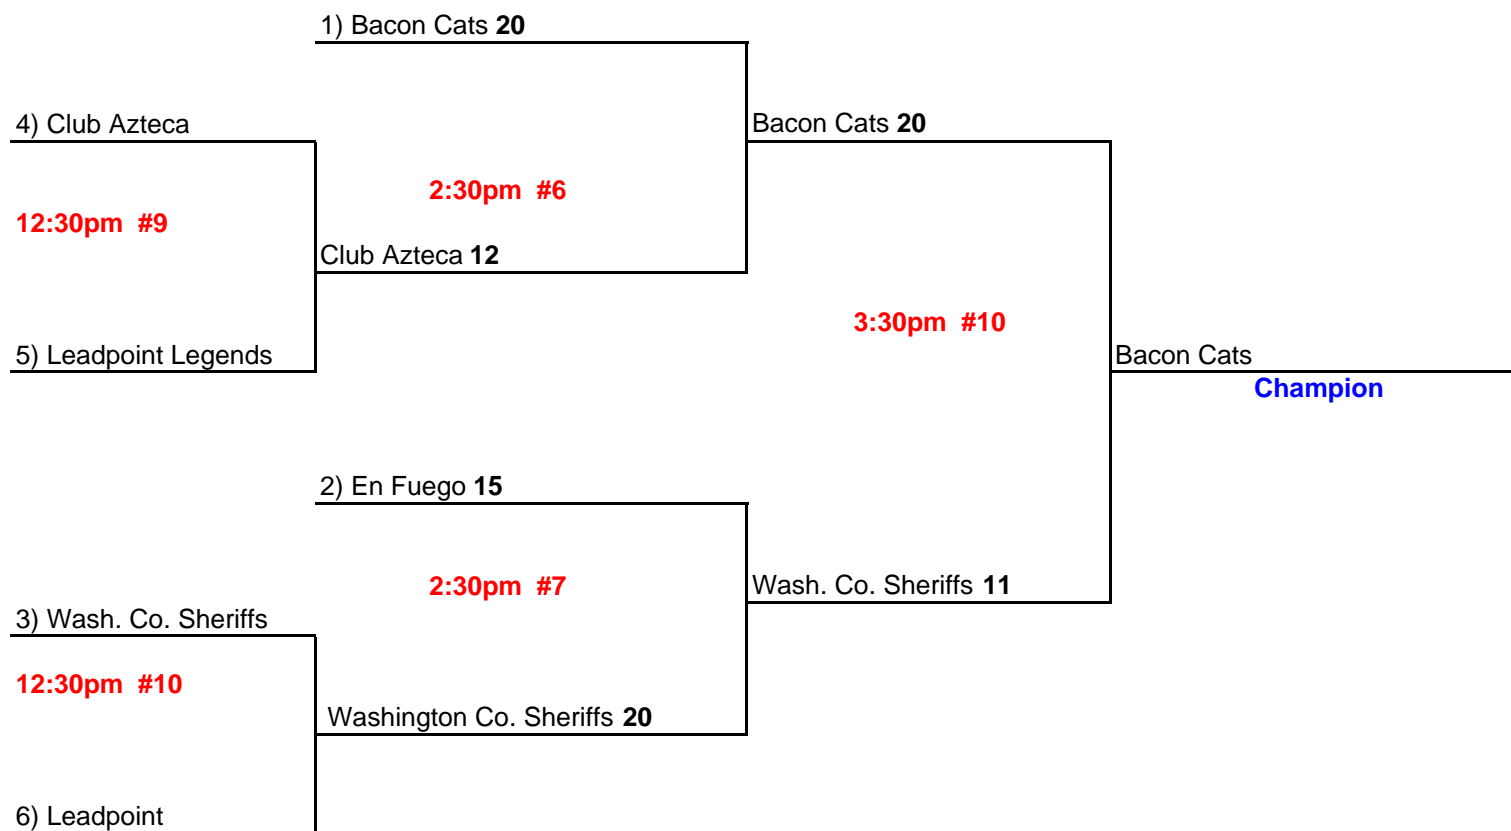 1) Bacon Cats 20
4) Club Azteca
Bacon Cats 20
2:30pm #6
12:30pm #9
Club Azteca 12
3:30pm #10
5) Leadpoint Legends
Bacon Cats
Champion
2) En Fuego 15
2:30pm #7
Wash. Co. Sheriffs 11
3) Wash. Co. Sheriffs
12:30pm #10
Washington Co. Sheriffs 20
6) Leadpoint